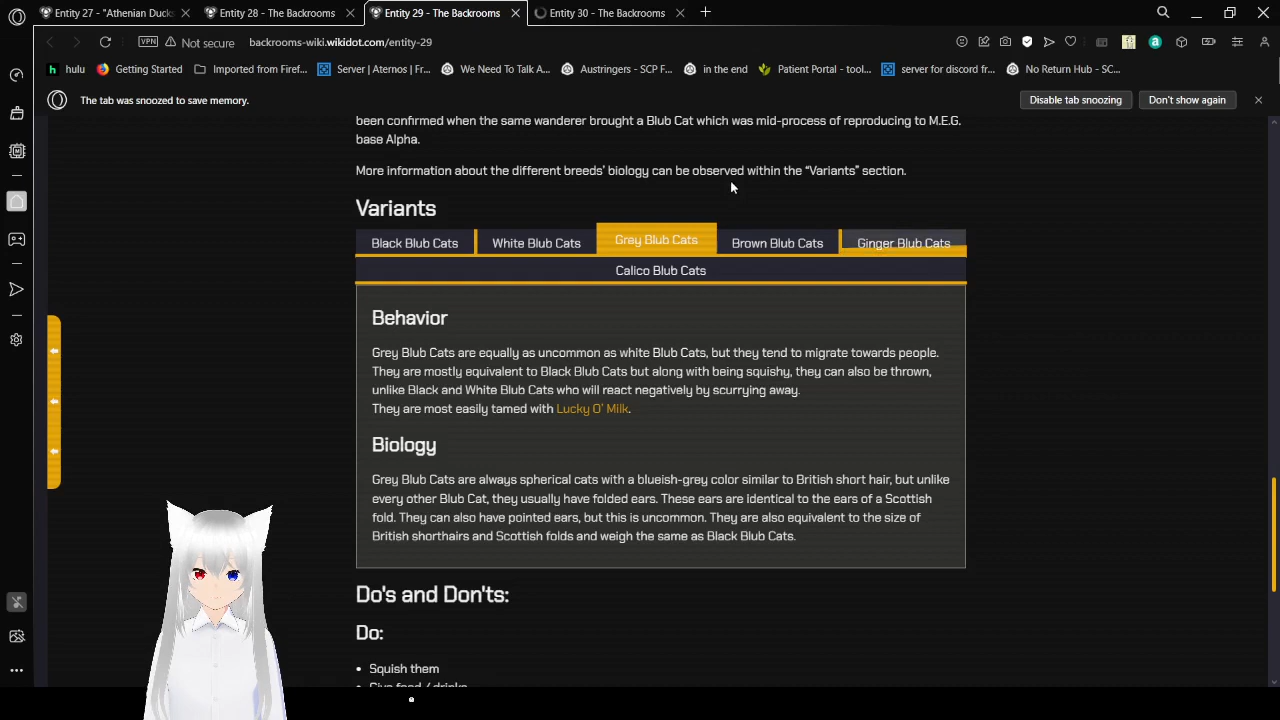 Entity 27 - "Athenian Ducks
Entity 28 - The Backrooms
Entity 29 - The Backrooms
Entity 30 - The Backrooms
VPN
Not secure
backrooms-wiki.wikidot.com/entity-29
hulu
Getting Started
Imported from Firef...
Server | Aternos | Fr...
We Need To Talk A...
Austringers - SCP F...
in the end
Patient Portal - tool...
server for discord fr...
No Return Hub - SC...
The tab was snoozed to save memory.
Disable tab snoozing
Don't show again
been confirmed when the same wanderer brought a Blub Cat which was mid-process of reproducing to M.E.G.
base Alpha.
More information about the different breeds' biology can be observed within the "Variants" section.
Variants
Black Blub Cats
White Blub Cats
Grey Blub Cats
Brown Blub Cats
Ginger Blub Cats
Calico Blub Cats
Behavior
Grey Blub Cats are equally as uncommon as white Blub Cats, but they tend to migrate towards people.
They are mostly equivalent to Black Blub Cats but along with being squishy, they can also be thrown,
unlike Black and White Blub Cats who will react negatively by scurrying away.
They are most easily tamed with Lucky O' Milk.
Biology
Grey Blub Cats are always spherical cats with a blueish-grey color similar to British short hair, but unlike
every other Blub Cat, they usually have folded ears. These ears are identical to the ears of a Scottish
fold. They can also have pointed ears, but this is uncommon. They are also equivalent to the size of
British shorthairs and Scottish folds and weigh the same as Black Blub Cats.
Do's and Don'ts:
Do:
• Squish them
• Give food / drinks